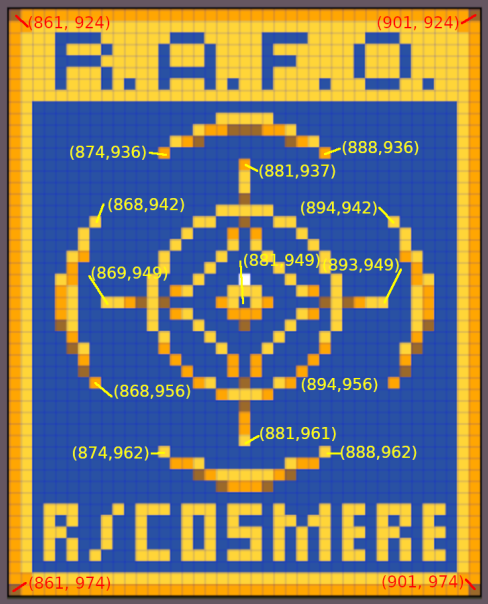 (861, 924) (901, 924)
R.A.F.O.
(874,936) (888,936)
(881,937)
(868,942) (894,942)
(869,949) (881,949) (893,949)
(868,956) (894,956)
(881,961)
(874,962) (888,962)
R/COSMERE
(861, 974) (901, 974)